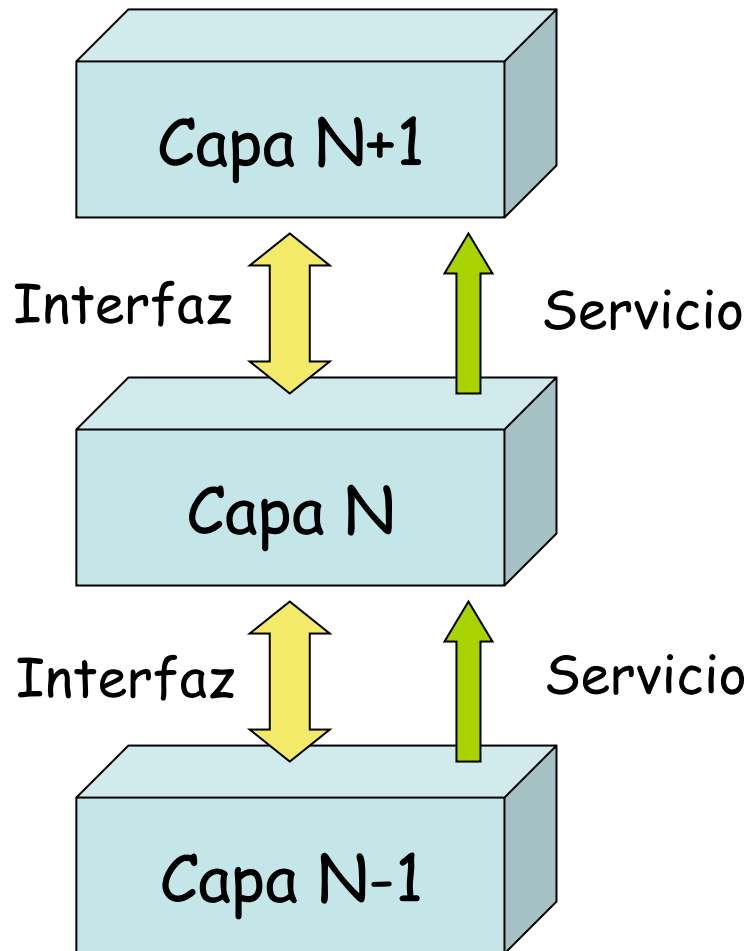 Capa N+1
Interfaz
Servicio
Capa N
Interfaz
Servicio
Capa N-1